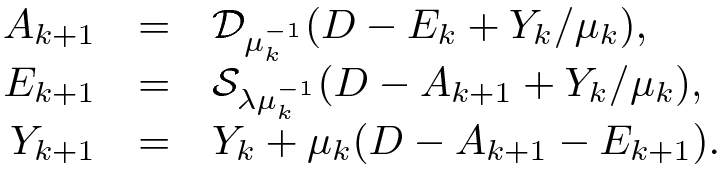 A_{k+1} = \mathcal{D}_{\mu_k^{-1}}(D - E_k + Y_k/\mu_k),
E_{k+1} = \mathcal{S}_{\lambda\mu_k^{-1}}(D - A_{k+1} + Y_k/\mu_k),
Y_{k+1} = Y_k + \mu_k(D - A_{k+1} - E_{k+1}).